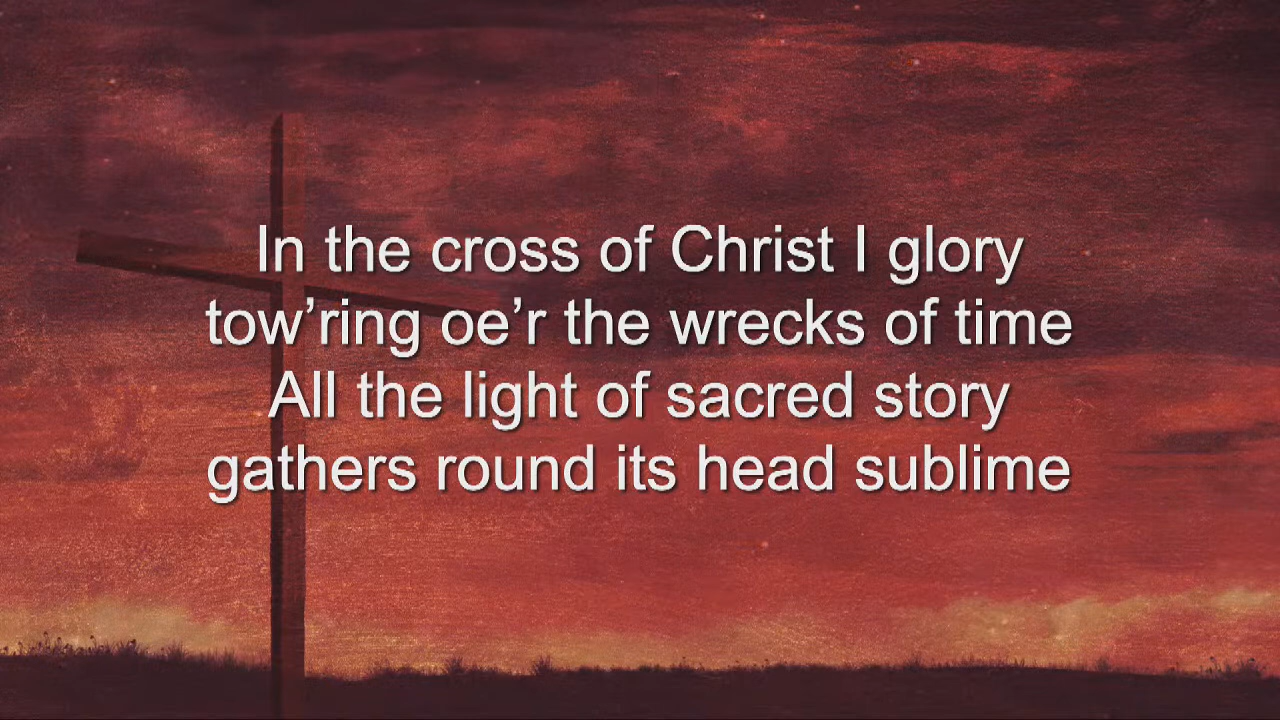 In the cross of Christ I glory
tow’ring oe’r the wrecks of time
All the light of sacred story
gathers round its head sublime